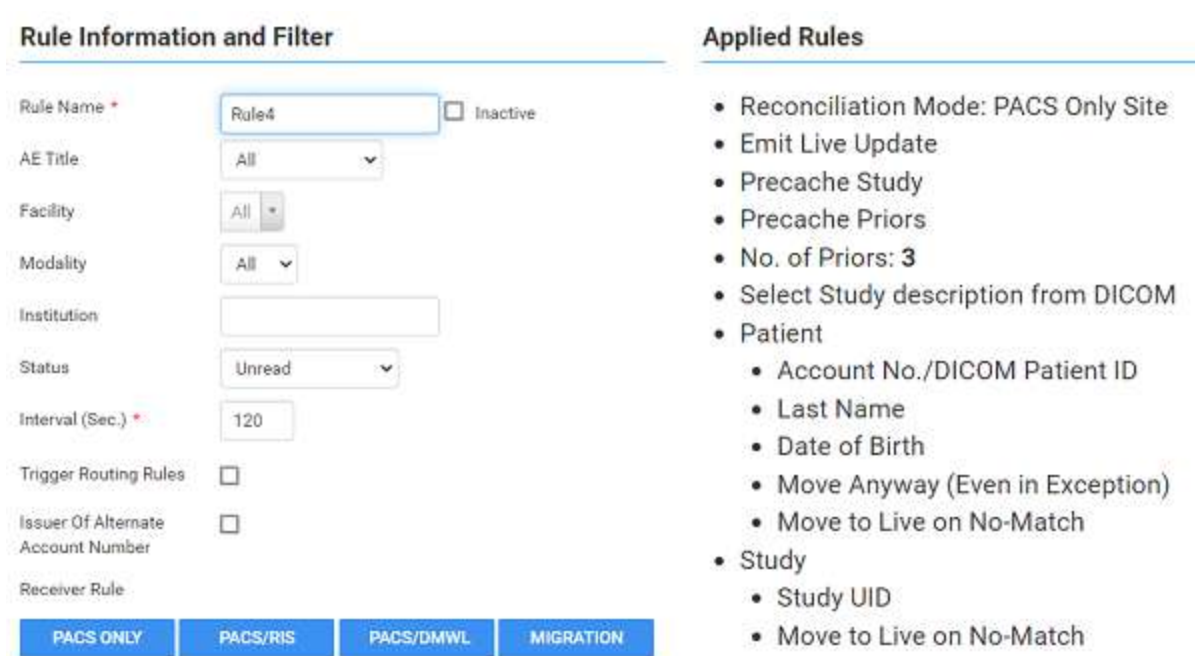 Rule Information and Filter
Rule Name *
Rule4
Inactive
AE Title
All
Facility
All
Modality
All
Institution
Status
Unread
Interval (Sec.) *
120
Trigger Routing Rules
Issuer Of Alternate
Account Number
Receiver Rule
PACS ONLY
PACS/RIS
PACS/DMWL
MIGRATION
Applied Rules
• Reconciliation Mode: PACS Only Site
• Emit Live Update
• Precache Study
• Precache Priors
• No. of Priors: 3
• Select Study description from DICOM
• Patient
• Account No./DICOM Patient ID
• Last Name
• Date of Birth
• Move Anyway (Even in Exception)
• Move to Live on No-Match
• Study
• Study UID
• Move to Live on No-Match